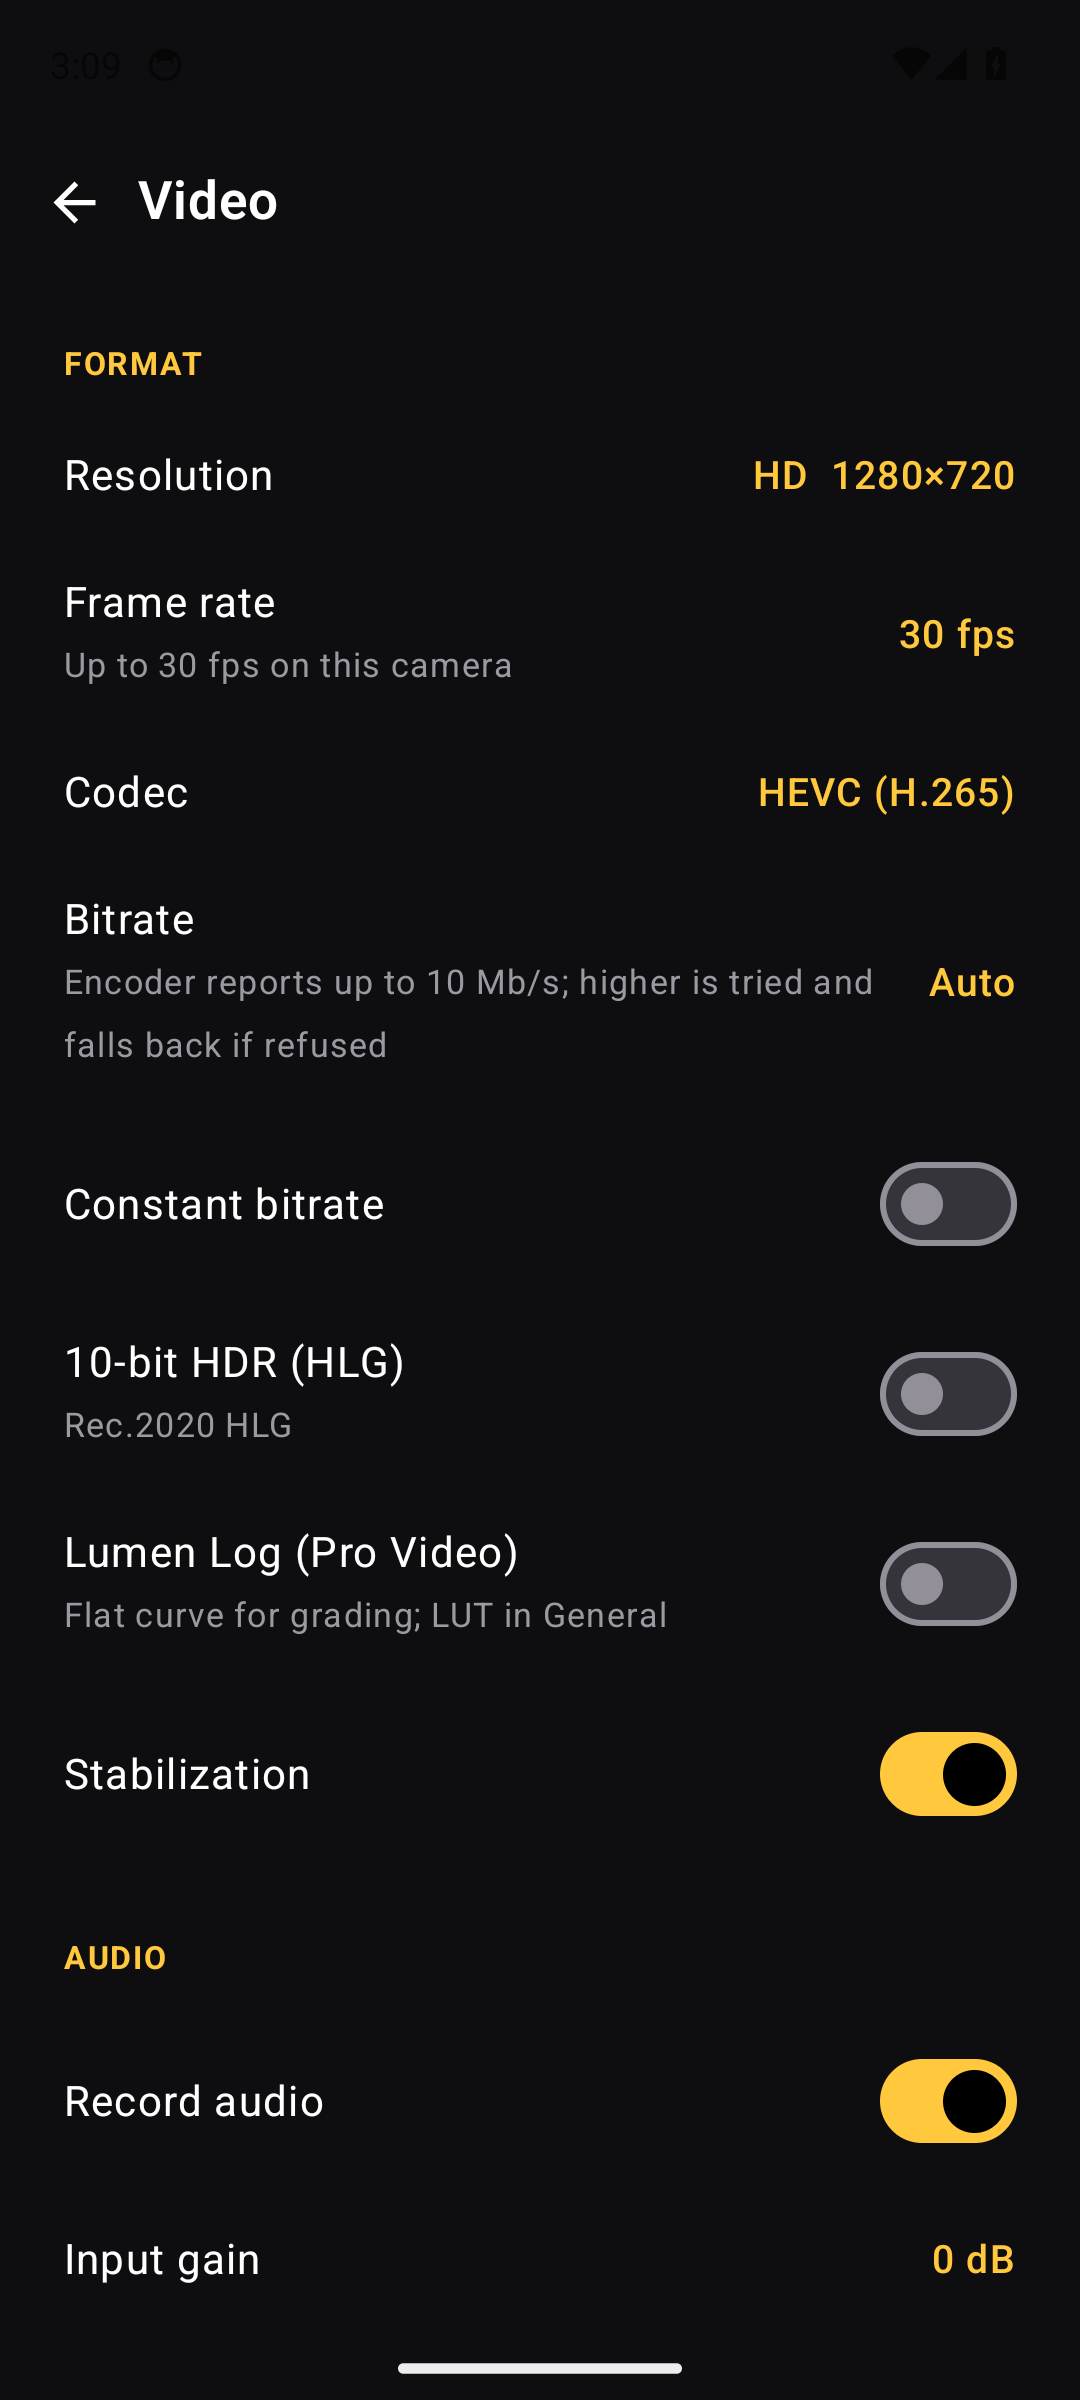 3:09
Video
FORMAT
Resolution
HD 1280×720
Frame rate
Up to 30 fps on this camera
30 fps
Codec
HEVC (H.265)
Bitrate
Encoder reports up to 10 Mb/s; higher is tried and
falls back if refused
Auto
Constant bitrate
10-bit HDR (HLG)
Rec.2020 HLG
Lumen Log (Pro Video)
Flat curve for grading; LUT in General
Stabilization
AUDIO
Record audio
Input gain
0 dB